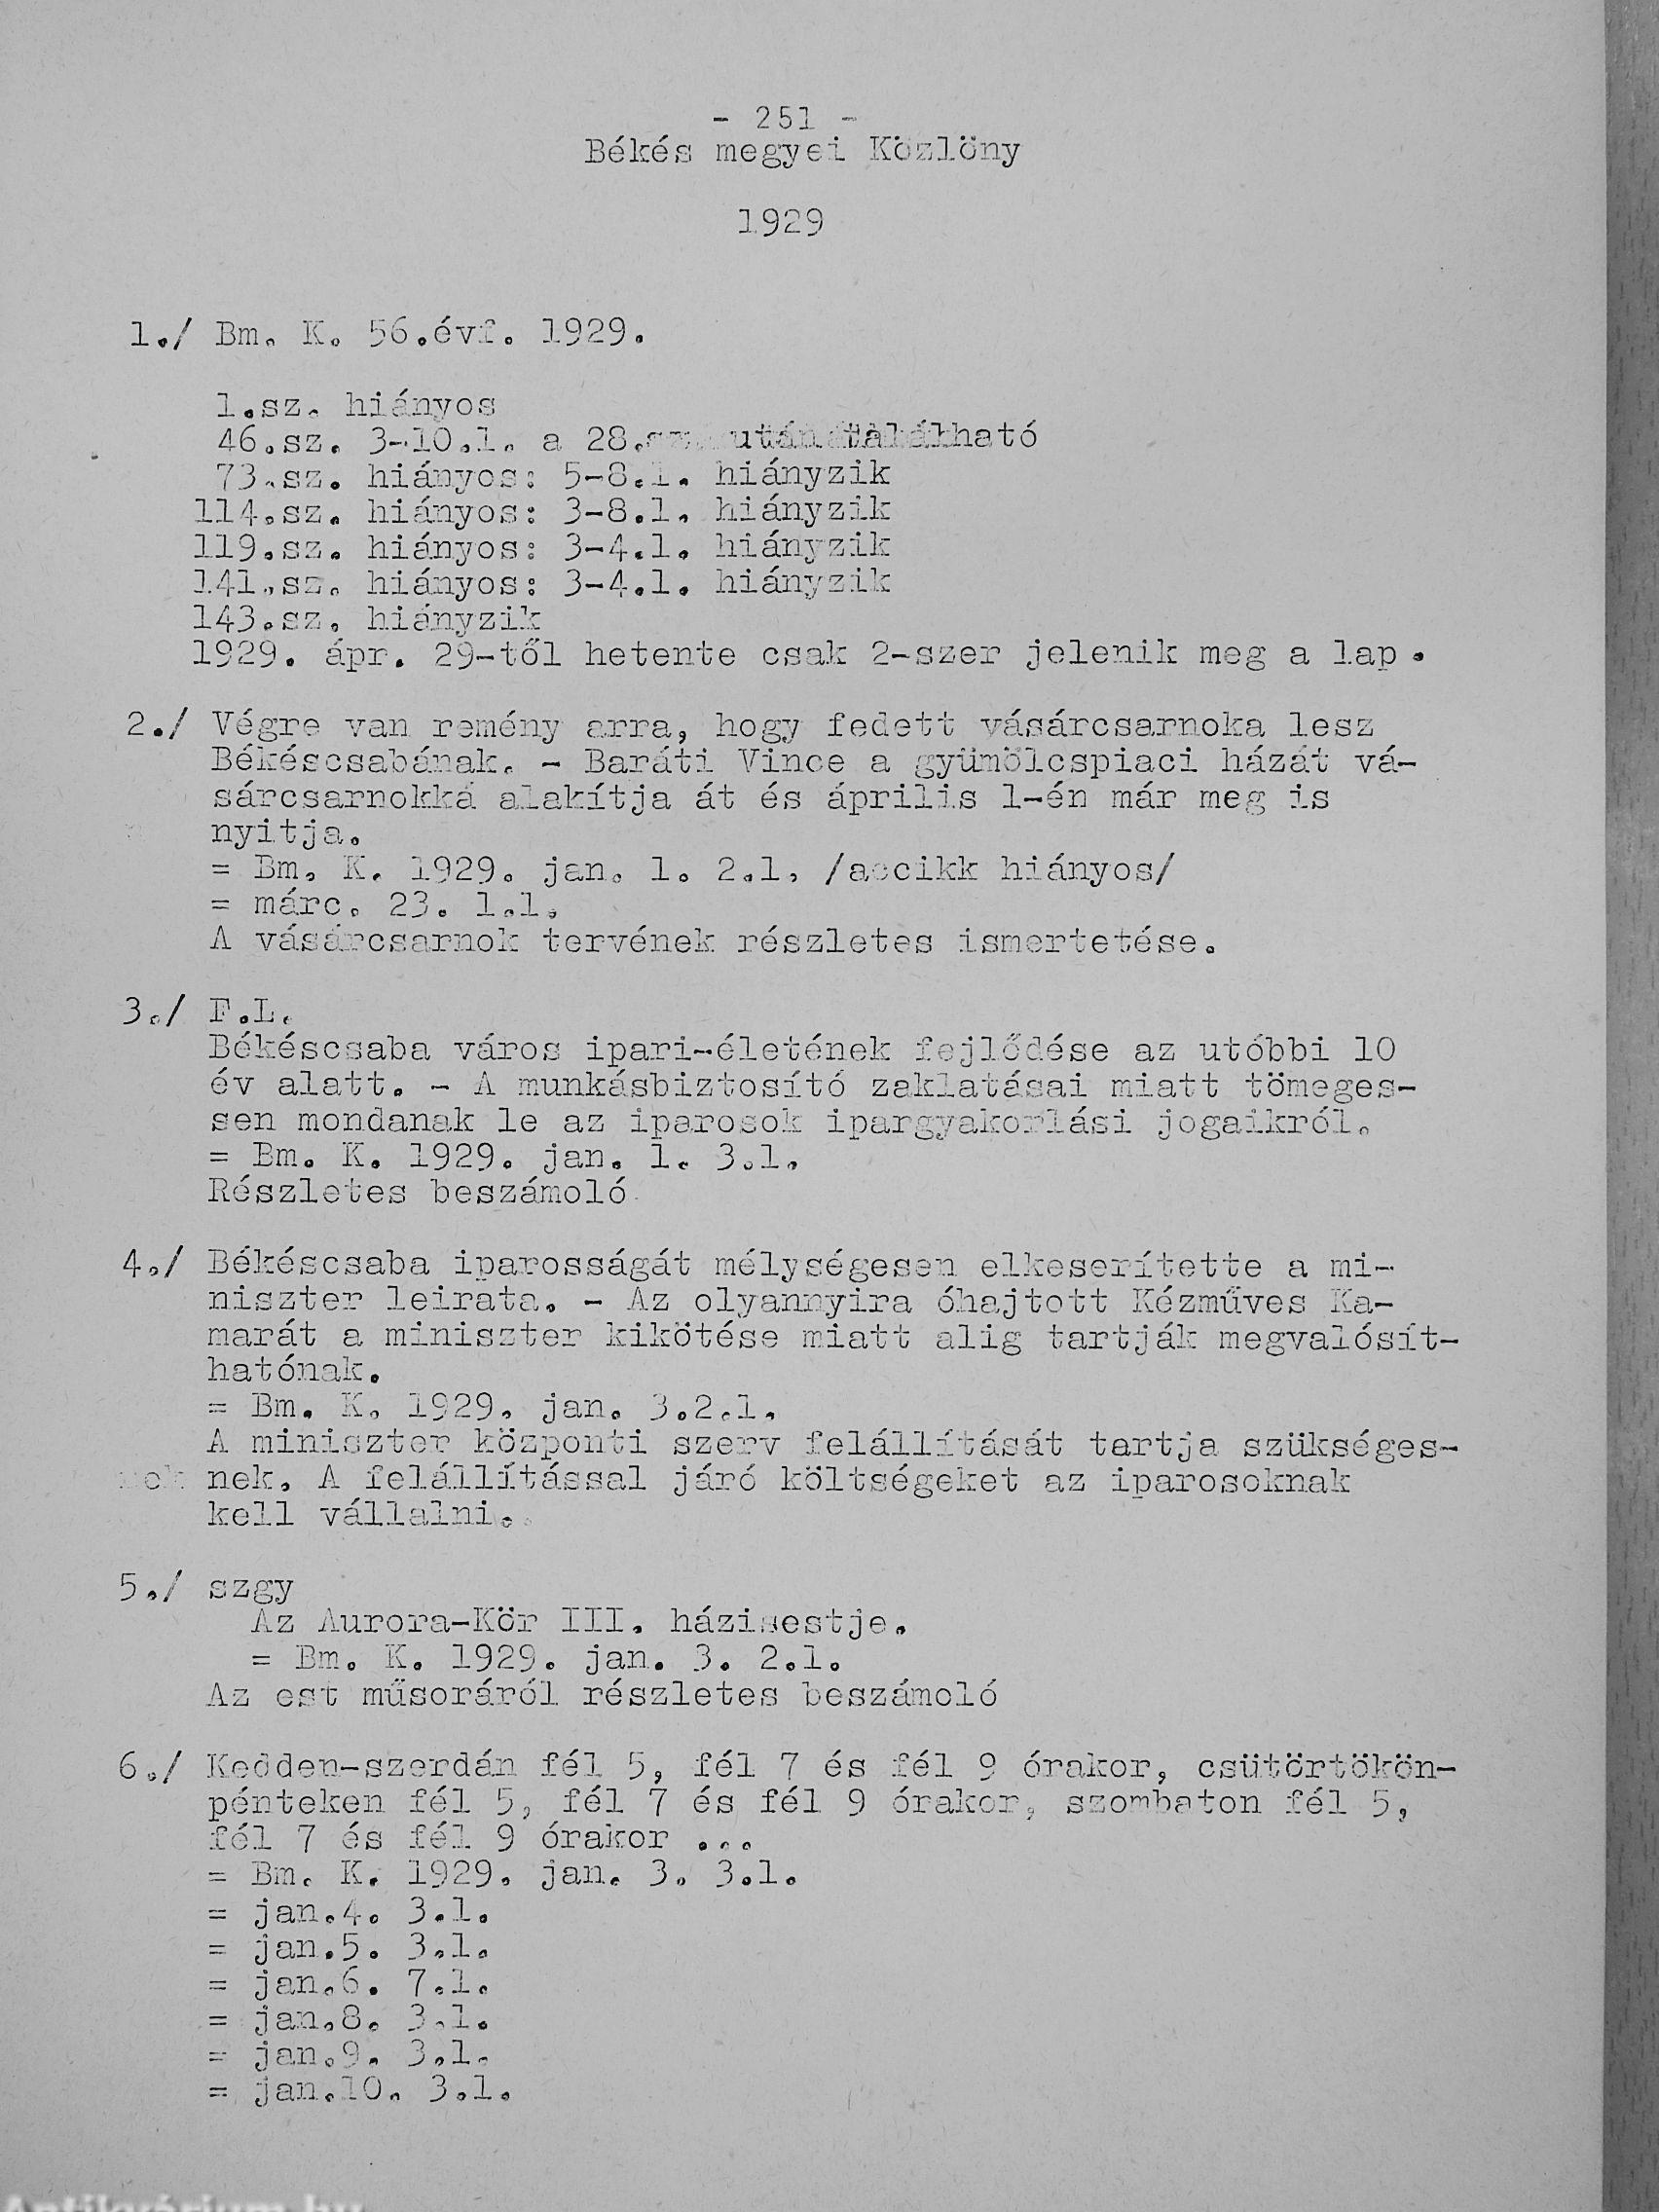 - 251 -
Békés megyei Közlöny
1929
1./ Bm. K. 56.évf. 1929.
1.sz. hiányos
46.sz. 3-10.l. a 28.sz. után található
73.sz. hiányos: 5-8.l. hiányzik
114.sz. hiányos: 3-8.l. hiányzik
119.sz. hiányos: 3-4.l. hiányzik
141.sz. hiányos: 3-4.l. hiányzik
143.sz. hiányzik
1929. ápr. 29-től hetente csak 2-szer jelenik meg a lap.
2./ Végre van remény arra, hogy fedett vásárcsarnoka lesz
Békéscsabának. - Baráti Vince a gyümölcspiaci házát vá-
sárcsarnokká alakítja át és április 1-én már meg is
nyitja.
= Bm. K. 1929. jan. 1. 2.l. /accikk hiányos/
= márc. 23. 1.l.
A vásárcsarnok tervének részletes ismertetése.
3./ F.L.
Békéscsaba város ipari-életének fejlődése az utóbbi 10
év alatt. - A munkásbiztosító zaklatásai miatt tömeges-
sen mondanak le az iparosok ipargyakorlási jogaikról.
= Bm. K. 1929. jan. 1. 3.l.
Részletes beszámoló
4./ Békéscsaba iparosságát mélységesen elkeserítette a mi-
niszter leirata. - Az olyannyira óhajtott Kézműves Ka-
marát a miniszter kikötése miatt alig tartják megvalósít-
hatónak.
= Bm. K. 1929. jan. 3.2.l.
A miniszter központi szerv felállítását tartja szükséges-
nek. A felállítással járó költségeket az iparosoknak
kell vállalni.
5./ szgy
Az Aurora-Kör III. háziestje.
= Bm. K. 1929. jan. 3. 2.l.
Az est műsoráról részletes beszámoló
6./ Kedden-szerdán fél 5, fél 7 és fél 9 órakor, csütörtökön-
pénteken fél 5, fél 7 és fél 9 órakor, szombaton fél 5,
fél 7 és fél 9 órakor ...
= Bm. K. 1929. jan. 3. 3.l.
= jan.4. 3.l.
= jan.5. 3.l.
= jan.6. 7.l.
= jan.8. 3.l.
= jan.9. 3.l.
= jan.10. 3.l.